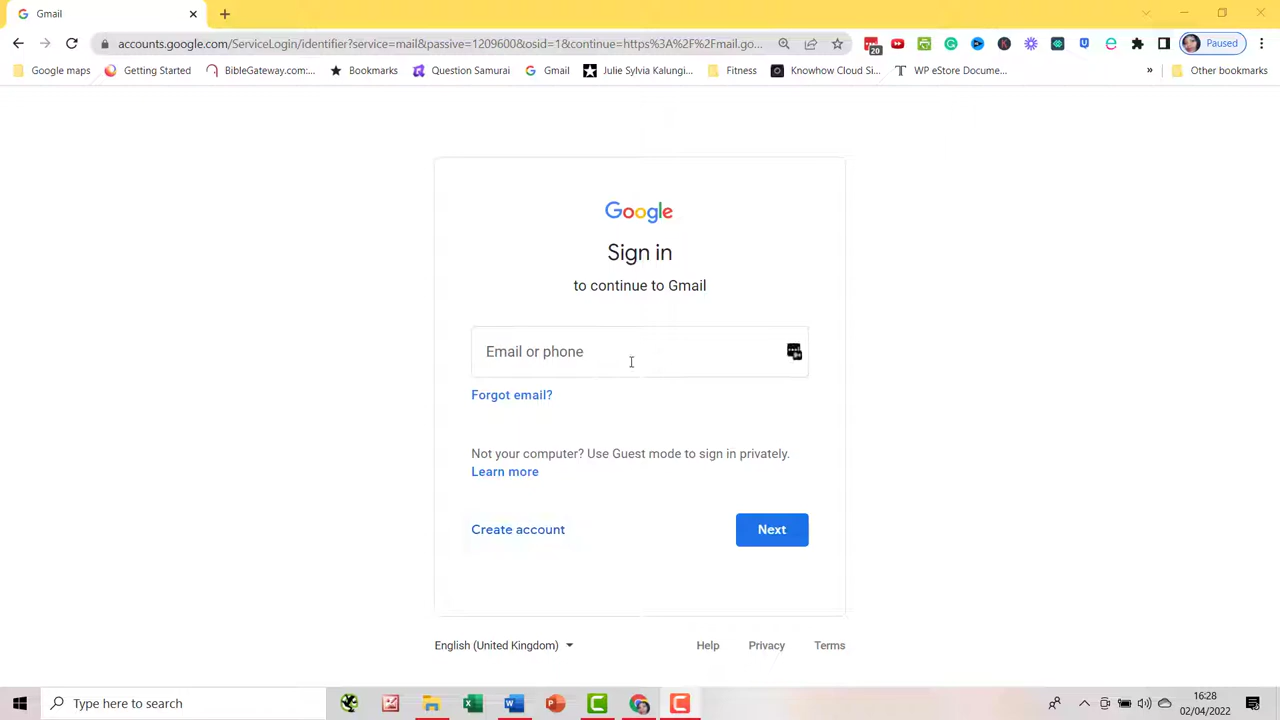 Gmail
accounts.google.com/ServiceLogin/identifier?service=mail&passive=1209600&osid=1&continue=https%3A%2F%2Fmail.go...
20
Paused
Google maps
Getting Started
BibleGateway.com:...
Bookmarks
Question Samurai
Gmail
Julie Sylvia Kalungi...
Fitness
Knowhow Cloud Si...
WP eStore Docume...
»
Other bookmarks
Google
Sign in
to continue to Gmail
Email or phone
Forgot email?
Not your computer? Use Guest mode to sign in privately.
Learn more
Create account
Next
English (United Kingdom)
Help
Privacy
Terms
Type here to search
16:28
02/04/2022